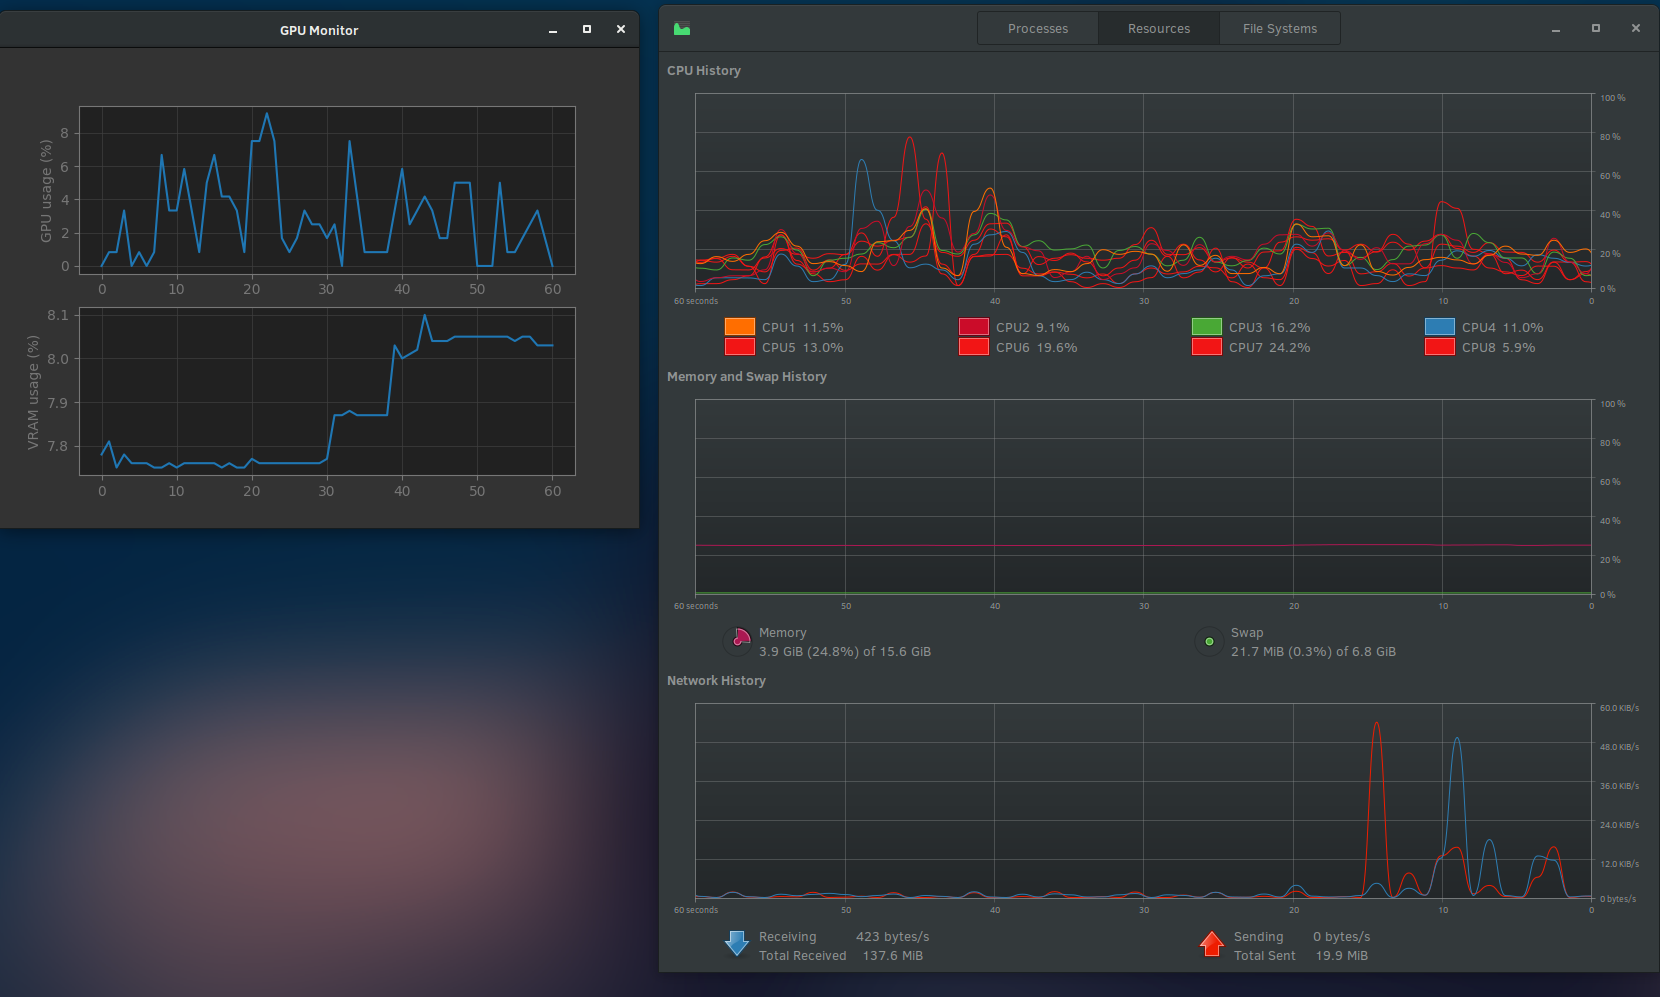 GPU Monitor
GPU usage (%)
8
6
4
2
0
0 10 20 30 40 50 60
VRAM usage (%)
8.1
8.0
7.9
7.8
0 10 20 30 40 50 60
Processes Resources File Systems
CPU History
100 %
80 %
60 %
40 %
20 %
0 %
60 seconds 50 40 30 20 10 0
CPU1 11.5% CPU2 9.1% CPU3 16.2% CPU4 11.0%
CPU5 13.0% CPU6 19.6% CPU7 24.2% CPU8 5.9%
Memory and Swap History
100 %
80 %
60 %
40 %
20 %
0 %
60 seconds 50 40 30 20 10 0
Memory
3.9 GiB (24.8%) of 15.6 GiB
Swap
21.7 MiB (0.3%) of 6.8 GiB
Network History
60.0 KiB/s
48.0 KiB/s
36.0 KiB/s
24.0 KiB/s
12.0 KiB/s
0 bytes/s
60 seconds 50 40 30 20 10 0
Receiving 423 bytes/s
Total Received 137.6 MiB
Sending 0 bytes/s
Total Sent 19.9 MiB